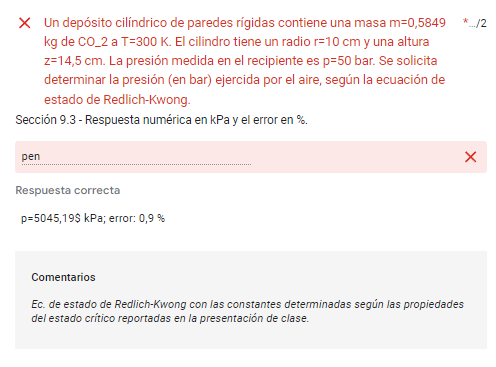 Un depósito cilíndrico de paredes rígidas contiene una masa m=0,5849
*…/2
kg de CO_2 a T=300 K. El cilindro tiene un radio r=10 cm y una altura
z=14,5 cm. La presión medida en el recipiente es p=50 bar. Se solicita
determinar la presión (en bar) ejercida por el aire, según la ecuación de
estado de Redlich-Kwong.
Sección 9.3 - Respuesta numérica en kPa y el error en %.
pen
Respuesta correcta
p=5045,19$ kPa; error: 0,9 %
Comentarios
Ec. de estado de Redlich-Kwong con las constantes determinadas según las propiedades
del estado crítico reportadas en la presentación de clase.